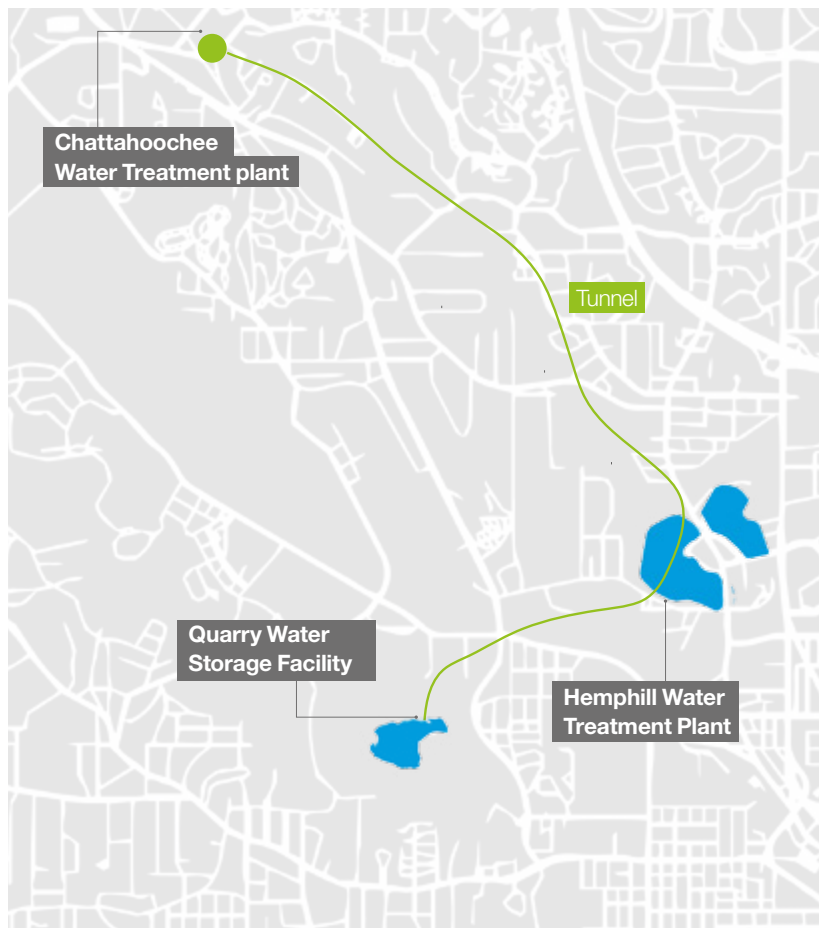 Chattahoochee
Water Treatment plant
Tunnel
Quarry Water
Storage Facility
Hemphill Water
Treatment Plant